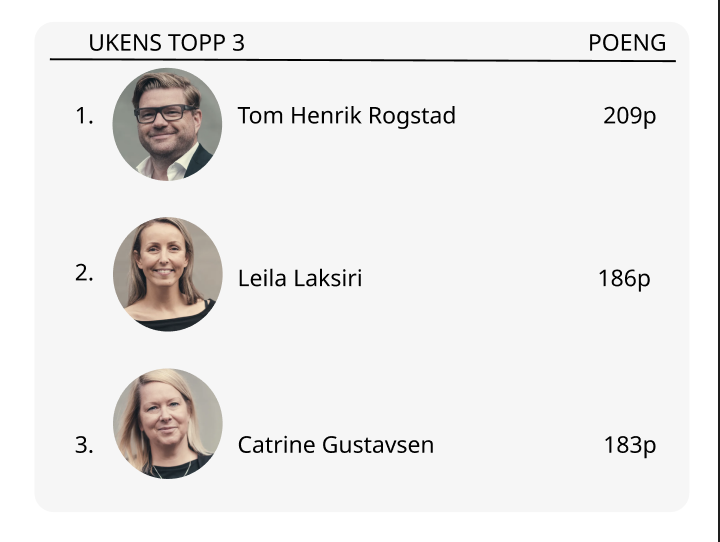 UKENS TOPP 3 POENG
1. Tom Henrik Rogstad 209p
2. Leila Laksiri 186p
3. Catrine Gustavsen 183p